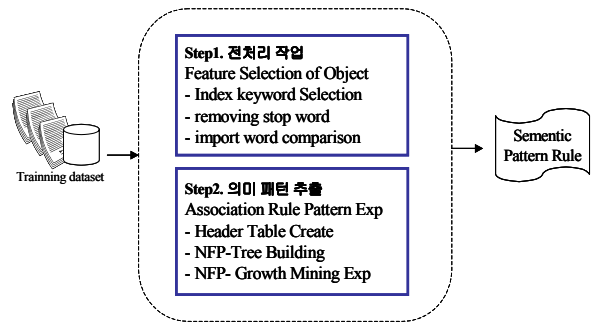 Trainning dataset
Step1. 전처리 작업
Feature Selection of Object
- Index keyword Selection
- removing stop word
- import word comparison
Step2. 의미 패턴 추출
Association Rule Pattern Exp
- Header Table Create
- NFP-Tree Building
- NFP- Growth Mining Exp
Sementic
Pattern Rule